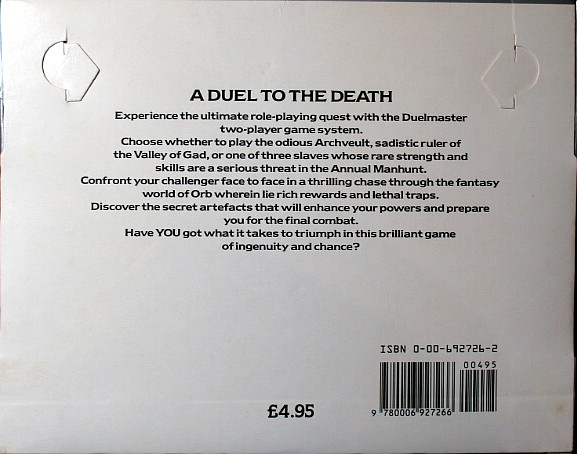 A DUEL TO THE DEATH
Experience the ultimate role-playing quest with the Duelmaster
two-player game system.
Choose whether to play the odious Archveult, sadistic ruler of
the Valley of Gad, or one of three slaves whose rare strength and
skills are a serious threat in the Annual Manhunt.
Confront your challenger face to face in a thrilling chase through the fantasy
world of Orb wherein lie rich rewards and lethal traps.
Discover the secret artefacts that will enhance your powers and prepare
you for the final combat.
Have YOU got what it takes to triumph in this brilliant game
of ingenuity and chance?
ISBN 0-00-692726-2
00495
£4.95
9 780006 927266